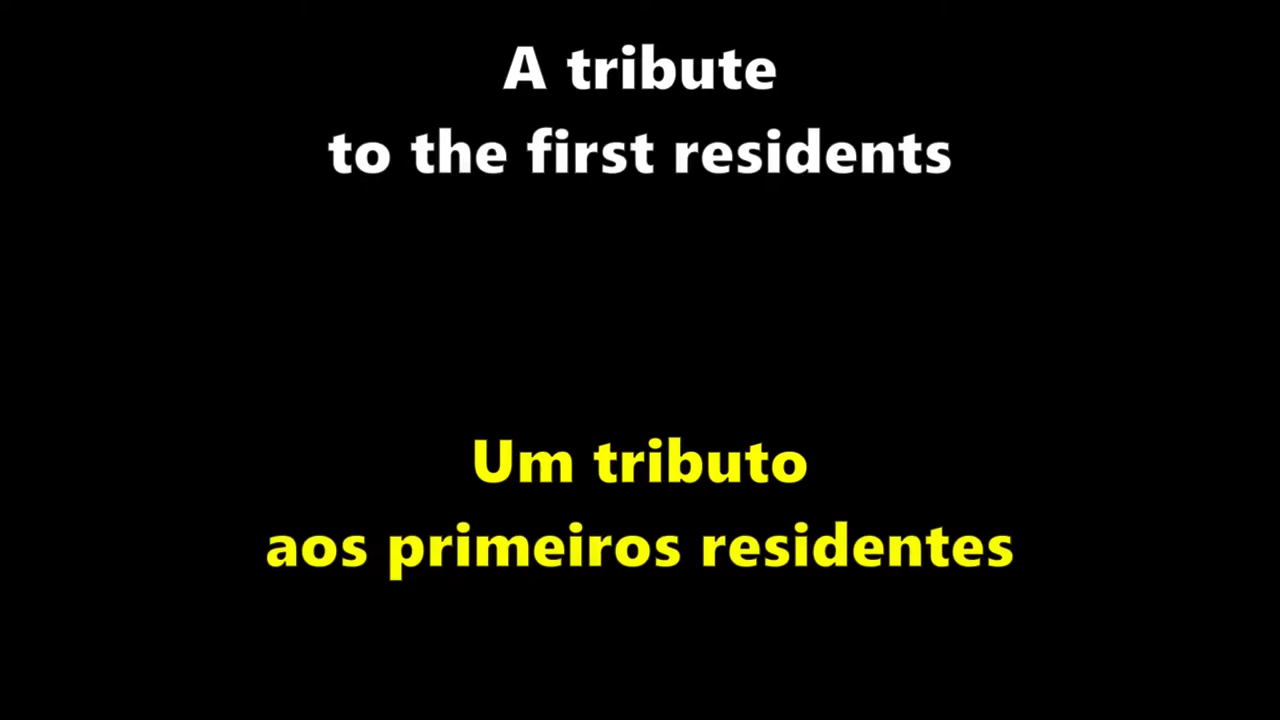 A tribute
to the first residents
Um tributo
aos primeiros residentes